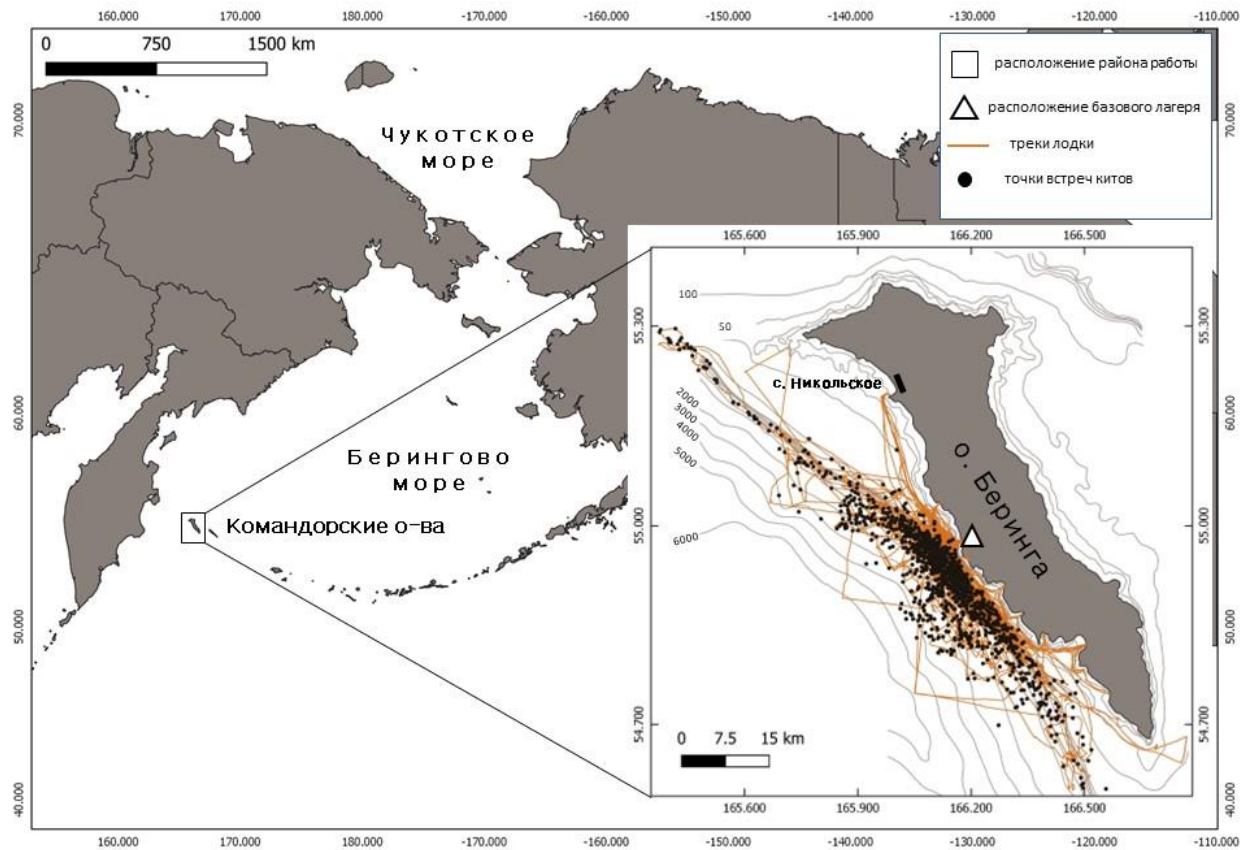 160.000 170.000 180.000 -170.000 -160.000 -150.000 -140.000 -130.000 -120.000 -110.000
0 750 1500 km
расположение района работы
расположение базового лагеря
треки лодки
точки встреч китов
70.000
70.000
Чукотское
море
165.600 165.900 166.200 166.500
100
50
55.300
55.300
с. Никольское
2000
3000
4000
5000
6000
60.000
60.000
Берингово
море
Командорские о-ва
о. Беринга
55.000
55.000
50.000
50.000
54.700
54.700
0 7.5 15 km
165.600 165.900 166.200 166.500
40.000
40.000
160.000 170.000 180.000 -170.000 -160.000 -150.000 -140.000 -130.000 -120.000 -110.000